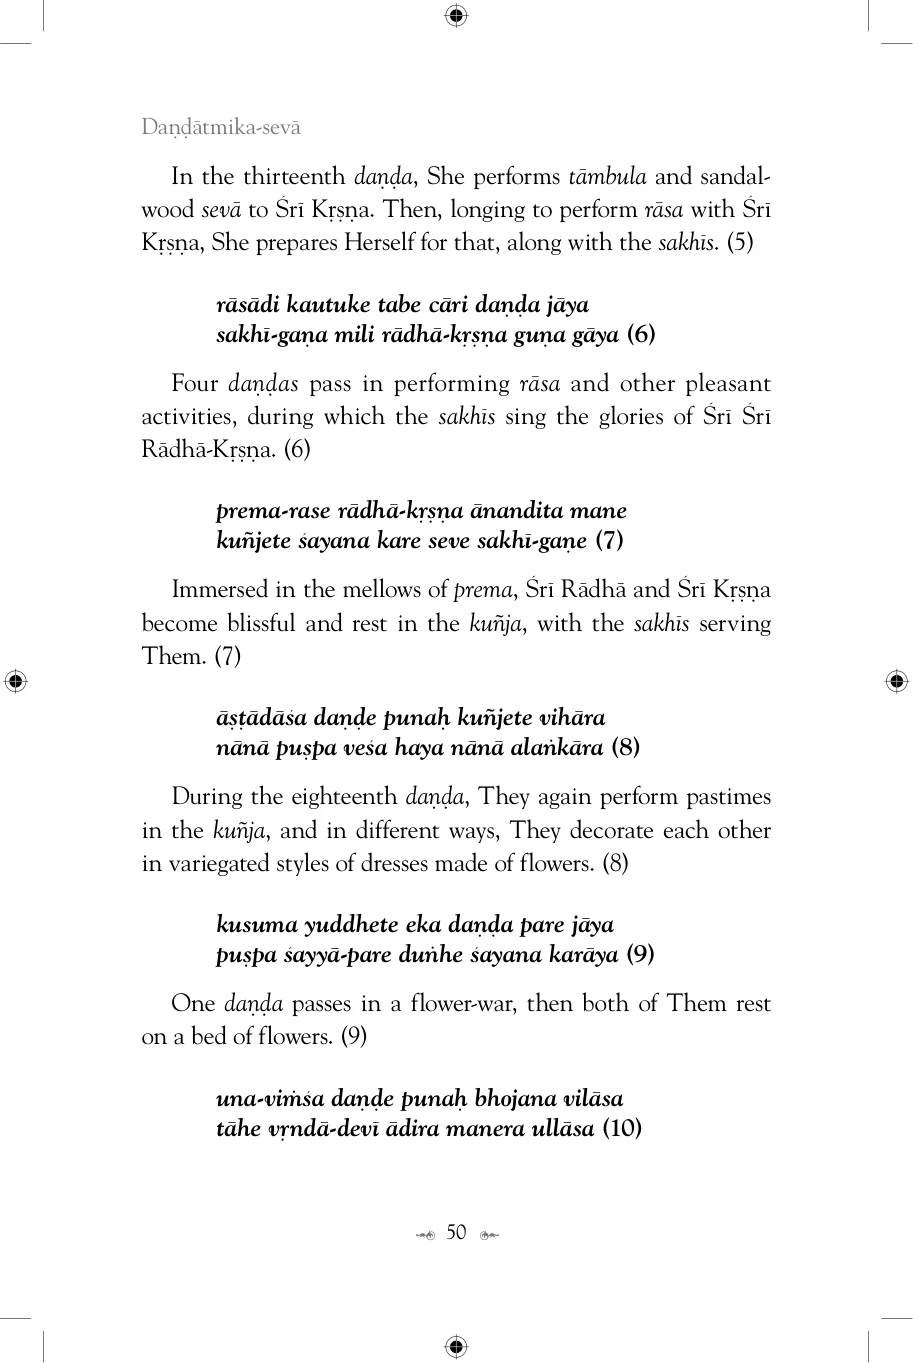 Daṇḍātmika-sevā
In the thirteenth daṇḍa, She performs tāmbula and sandal-
wood sevā to Śrī Kṛṣṇa. Then, longing to perform rāsa with Śrī
Kṛṣṇa, She prepares Herself for that, along with the sakhīs. (5)
rāsādi kautuke tabe cāri daṇḍa jāya
sakhī-gaṇa mili rādhā-kṛṣṇa guṇa gāya (6)
Four daṇḍas pass in performing rāsa and other pleasant
activities, during which the sakhīs sing the glories of Śrī Śrī
Rādhā-Kṛṣṇa. (6)
prema-rase rādhā-kṛṣṇa ānandita mane
kuñjete śayana kare seve sakhī-gaṇe (7)
Immersed in the mellows of prema, Śrī Rādhā and Śrī Kṛṣṇa
become blissful and rest in the kuñja, with the sakhīs serving
Them. (7)
āṣṭādāśa daṇḍe punaḥ kuñjete vihāra
nānā puṣpa veśa haya nānā alaṅkāra (8)
During the eighteenth daṇḍa, They again perform pastimes
in the kuñja, and in different ways, They decorate each other
in variegated styles of dresses made of flowers. (8)
kusuma yuddhete eka daṇḍa pare jāya
puṣpa śayyā-pare duṅhe śayana karāya (9)
One daṇḍa passes in a flower-war, then both of Them rest
on a bed of flowers. (9)
una-viṁśa daṇḍe punaḥ bhojana vilāsa
tāhe vṛndā-devī ādira manera ullāsa (10)
50